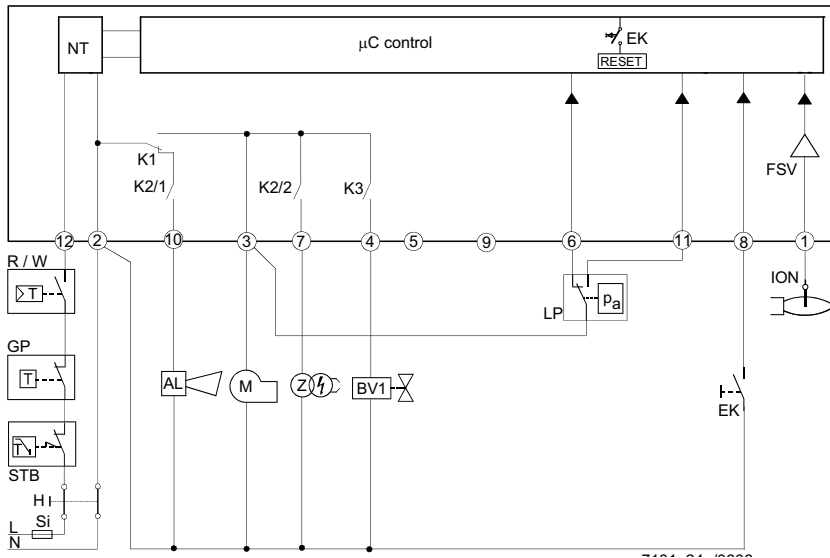 NT
µC control
EK
RESET
K1
K2/1
K2/2
K3
FSV
12
2
10
3
7
4
5
9
6
11
8
1
R / W
T
LP
pa
ION
GP
T
AL
M
Z
BV1
EK
T
STB
H
L
Si
N